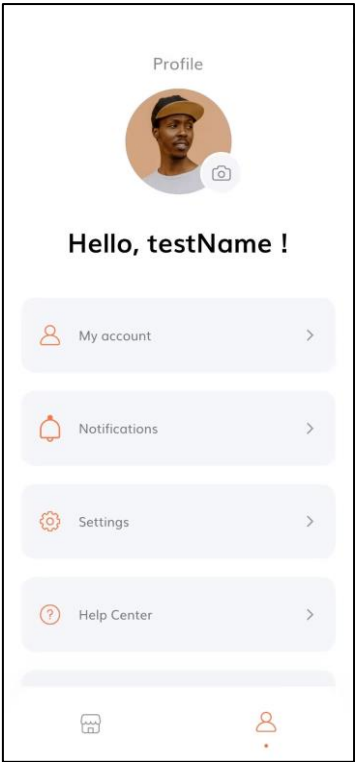 Profile
Hello, testName !
My account
Notifications
Settings
Help Center